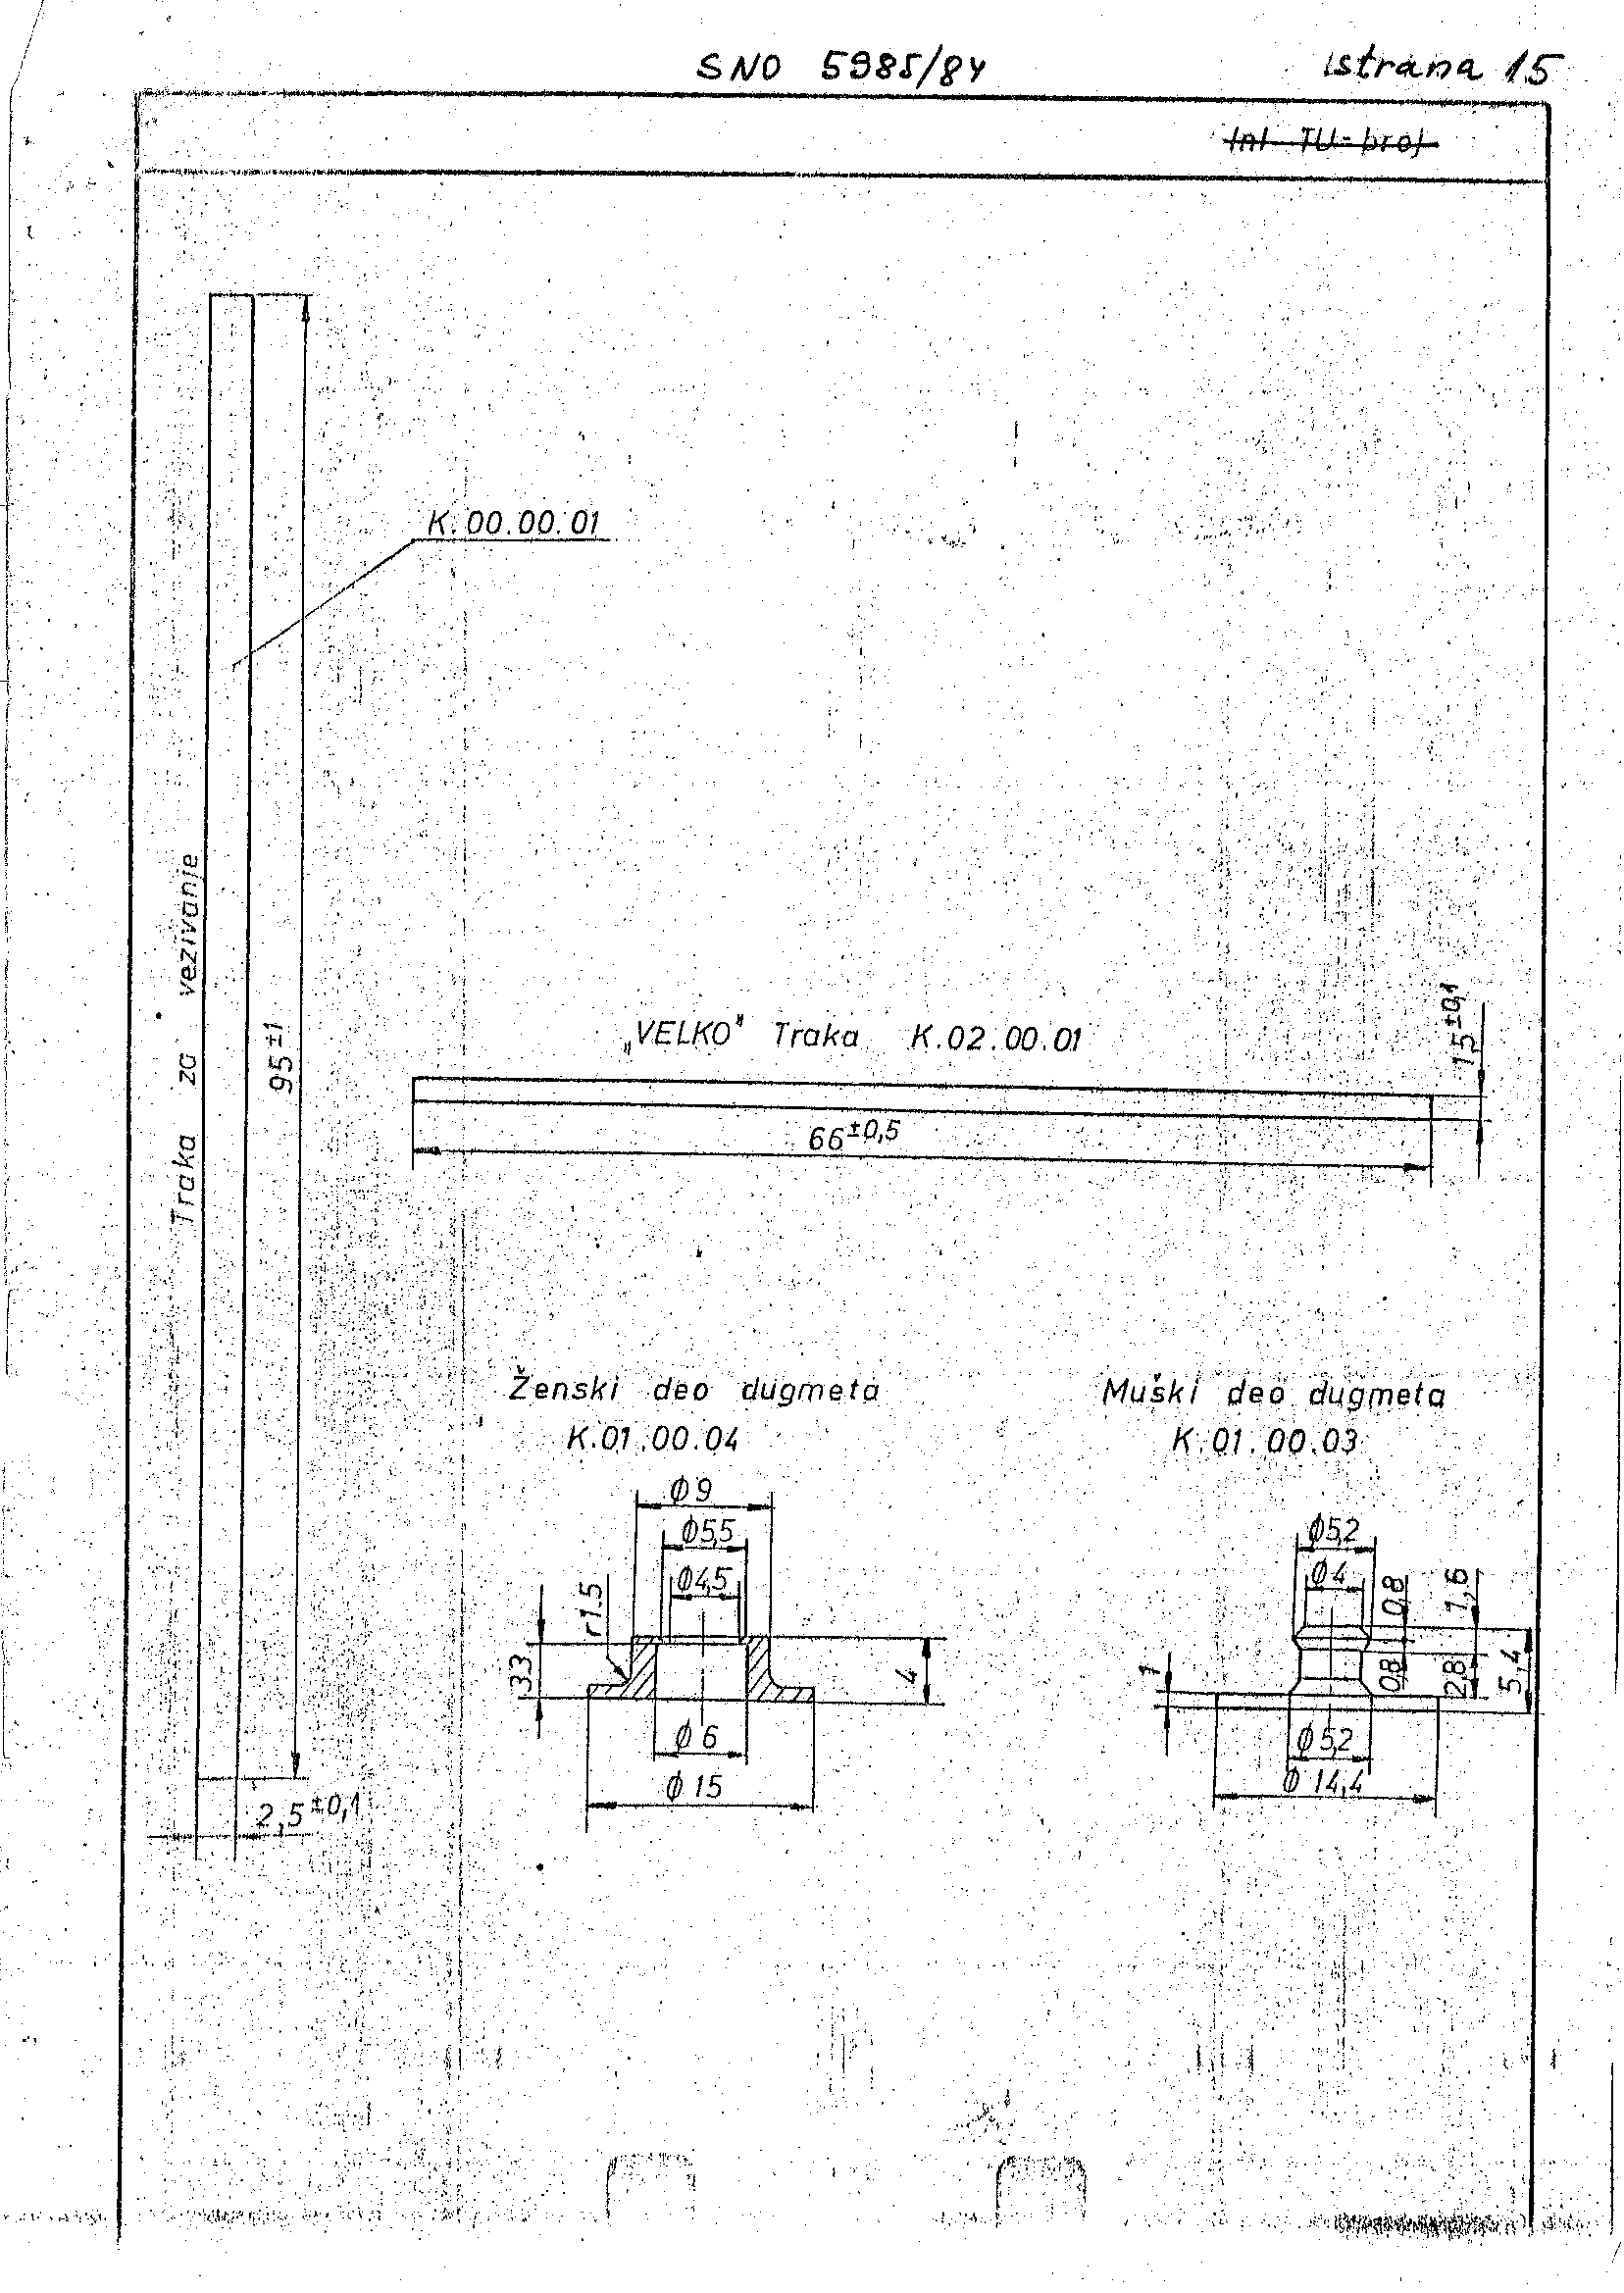 SNO 5985/84
strana 15
Int TU-broj
K.00.00.01
Traka za vezivanje
95±1
„VELKO" Traka K.02.00.01
15±0,1
66±0,5
Ženski deo dugmeta
K.01.00.04
Muški deo dugmeta
K.01.00.03
Ø9
Ø5,5
Ø4,5
r1.5
3,3
4
Ø6
Ø15
Ø5,2
Ø4
0,8
1,6
1
0,8
2,8
5,4
Ø5,2
Ø14,4
2,5±0,1